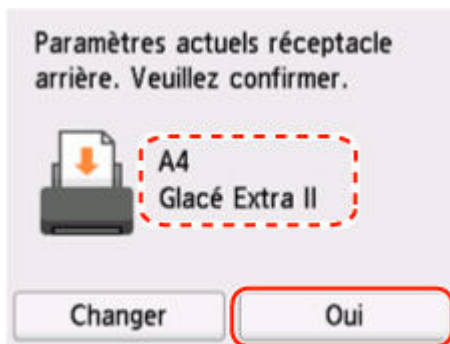 Paramètres actuels réceptacle
arrière. Veuillez confirmer.
A4
Glacé Extra II
Changer
Oui